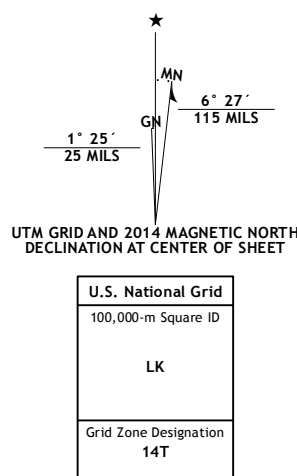 ★
MN
GN
6° 27´
115 MILS
1° 25´
25 MILS
UTM GRID AND 2014 MAGNETIC NORTH
DECLINATION AT CENTER OF SHEET
U.S. National Grid
100,000-m Square ID
LK
Grid Zone Designation
14T